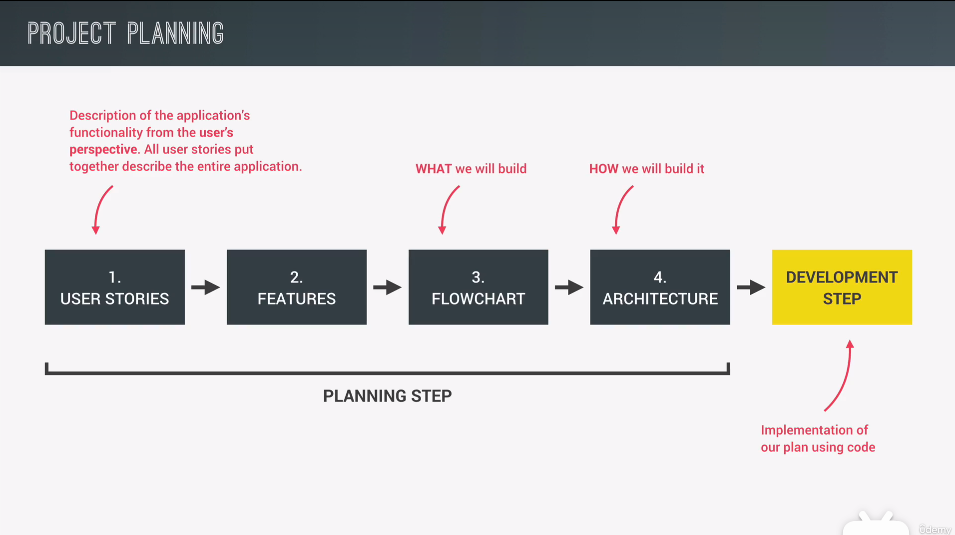 PROJECT PLANNING
Description of the application's
functionality from the user's
perspective. All user stories put
together describe the entire application.
WHAT we will build
HOW we will build it
1.
USER STORIES
2.
FEATURES
3.
FLOWCHART
4.
ARCHITECTURE
DEVELOPMENT
STEP
PLANNING STEP
Implementation of
our plan using code
Udemy